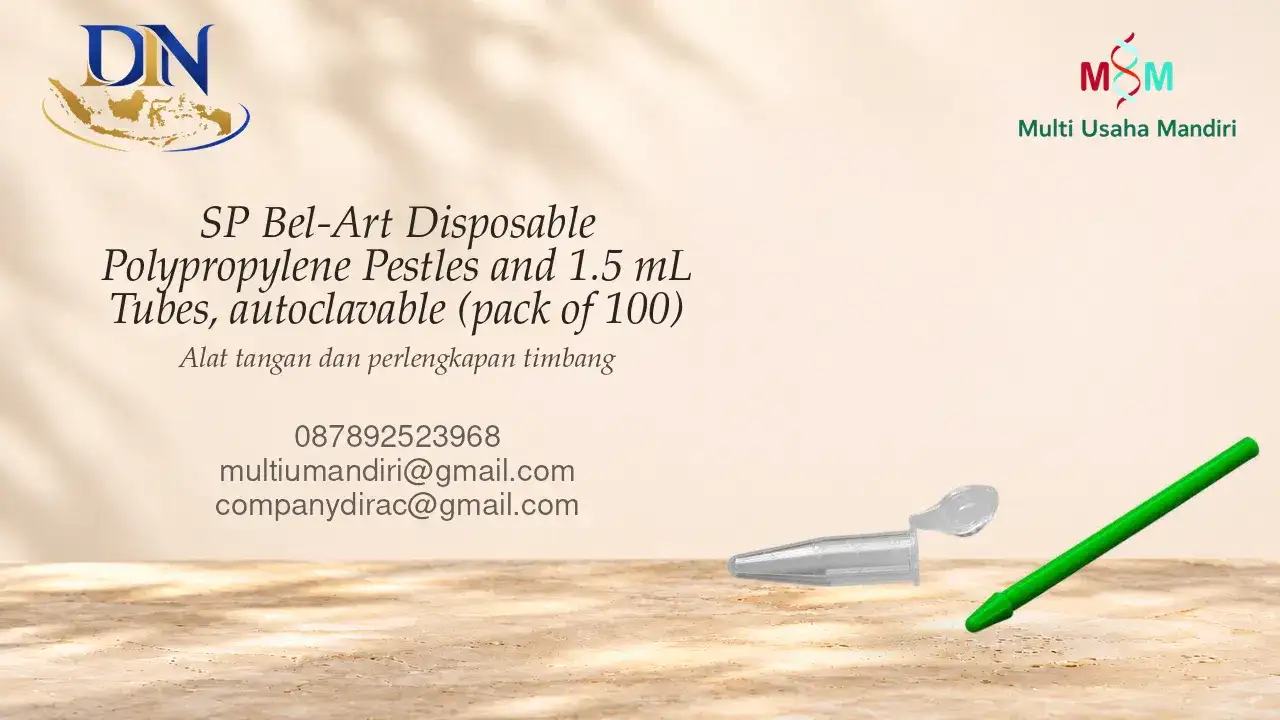 DIN
M M
Multi Usaha Mandiri
SP Bel-Art Disposable
Polypropylene Pestles and 1.5 mL
Tubes, autoclavable (pack of 100)
Alat tangan dan perlengkapan timbang
087892523968
multiumandiri@gmail.com
companydirac@gmail.com